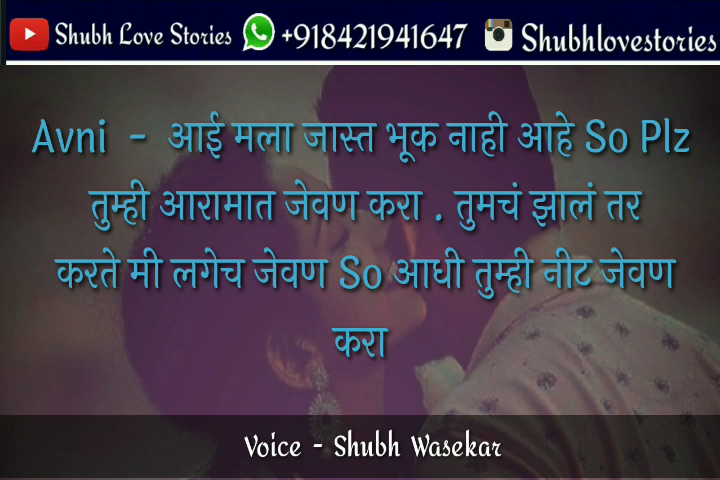 Shubh Love Stories +918421941647 Shubhlovestories
Avni - आई मला जास्त भूक नाही आहे So Plz
तुम्ही आरामात जेवण करा . तुमचं झालं तर
करते मी लगेच जेवण So आधी तुम्ही नीट जेवण
करा
Voice - Shubh Wasekar